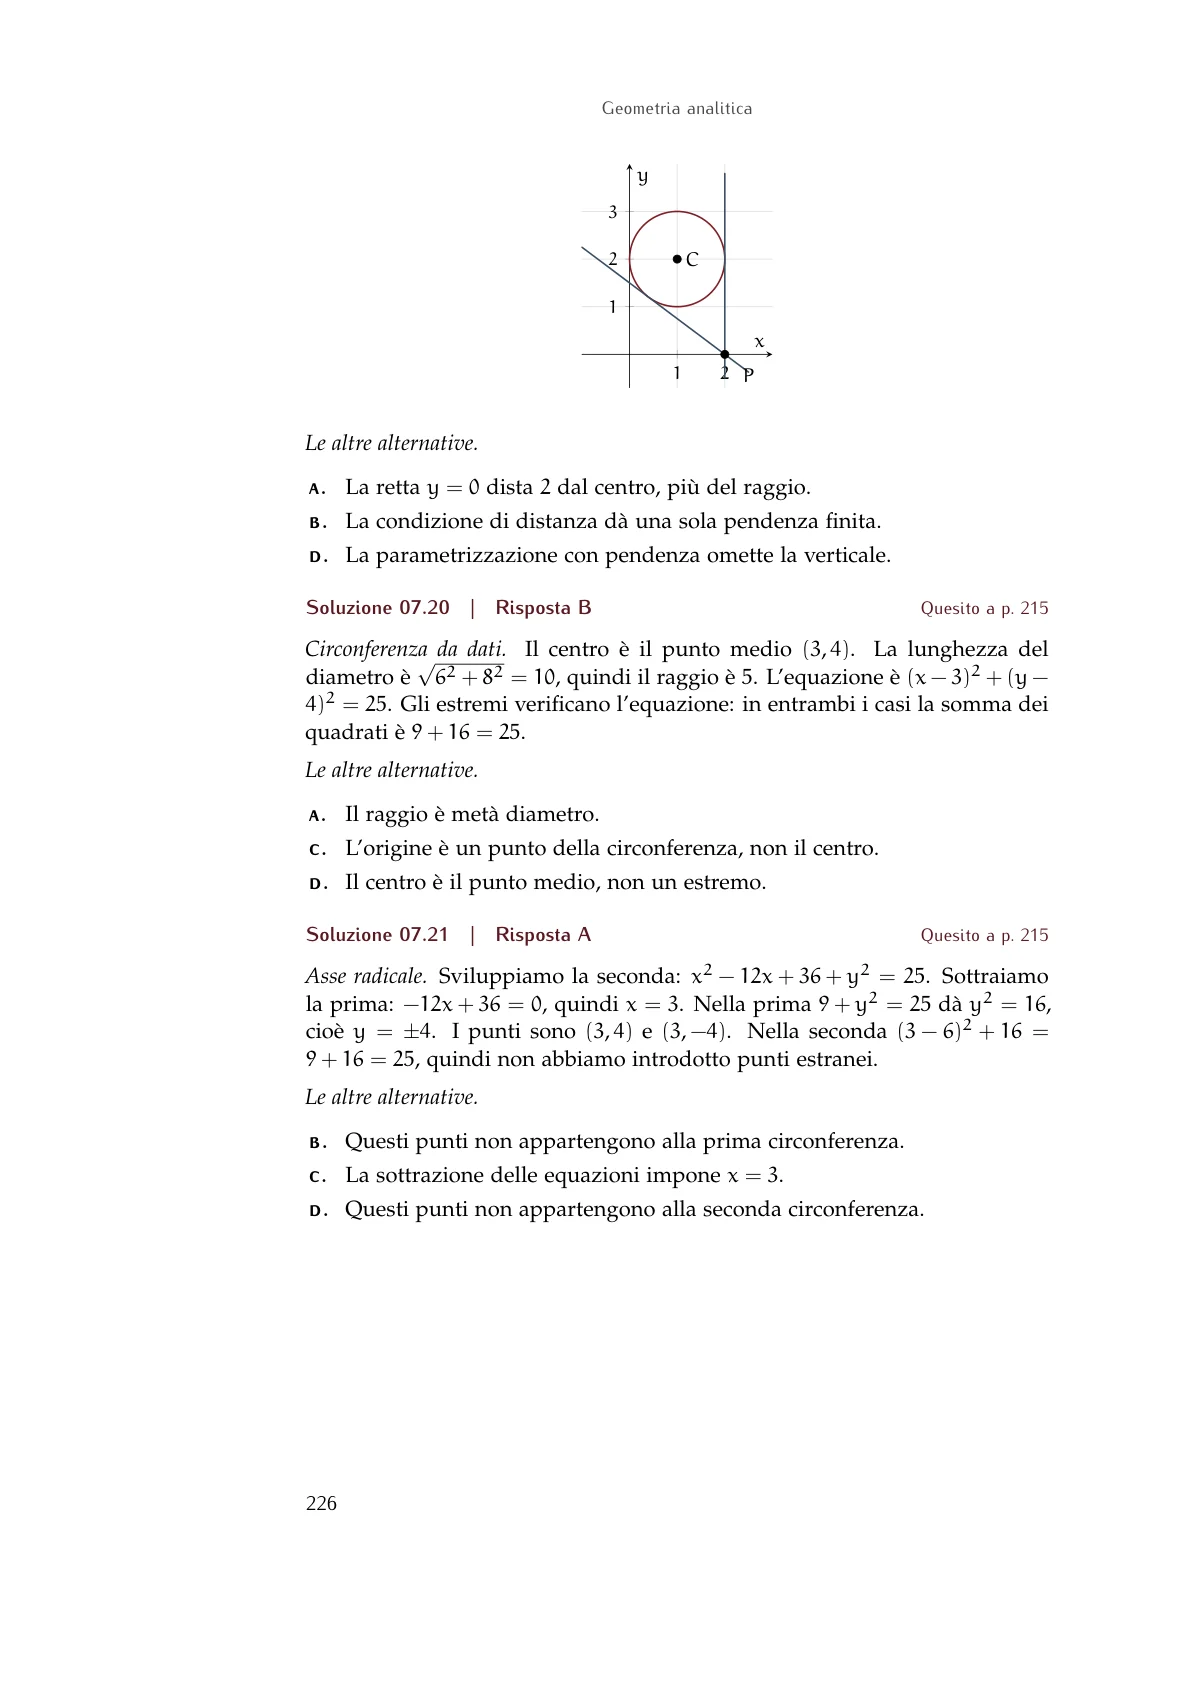 Geometria analitica
y
3
2
C
1
x
1
2
P
Le altre alternative.
A. La retta y = 0 dista 2 dal centro, più del raggio.
B. La condizione di distanza dà una sola pendenza finita.
D. La parametrizzazione con pendenza omette la verticale.
Soluzione 07.20 | Risposta B Quesito a p. 215
Circonferenza da dati. Il centro è il punto medio (3, 4). La lunghezza del
diametro è √(6² + 8²) = 10, quindi il raggio è 5. L'equazione è (x − 3)² + (y −
4)² = 25. Gli estremi verificano l'equazione: in entrambi i casi la somma dei
quadrati è 9 + 16 = 25.
Le altre alternative.
A. Il raggio è metà diametro.
C. L'origine è un punto della circonferenza, non il centro.
D. Il centro è il punto medio, non un estremo.
Soluzione 07.21 | Risposta A Quesito a p. 215
Asse radicale. Sviluppiamo la seconda: x² − 12x + 36 + y² = 25. Sottraiamo
la prima: −12x + 36 = 0, quindi x = 3. Nella prima 9 + y² = 25 dà y² = 16,
cioè y = ±4. I punti sono (3, 4) e (3, −4). Nella seconda (3 − 6)² + 16 =
9 + 16 = 25, quindi non abbiamo introdotto punti estranei.
Le altre alternative.
B. Questi punti non appartengono alla prima circonferenza.
C. La sottrazione delle equazioni impone x = 3.
D. Questi punti non appartengono alla seconda circonferenza.
226